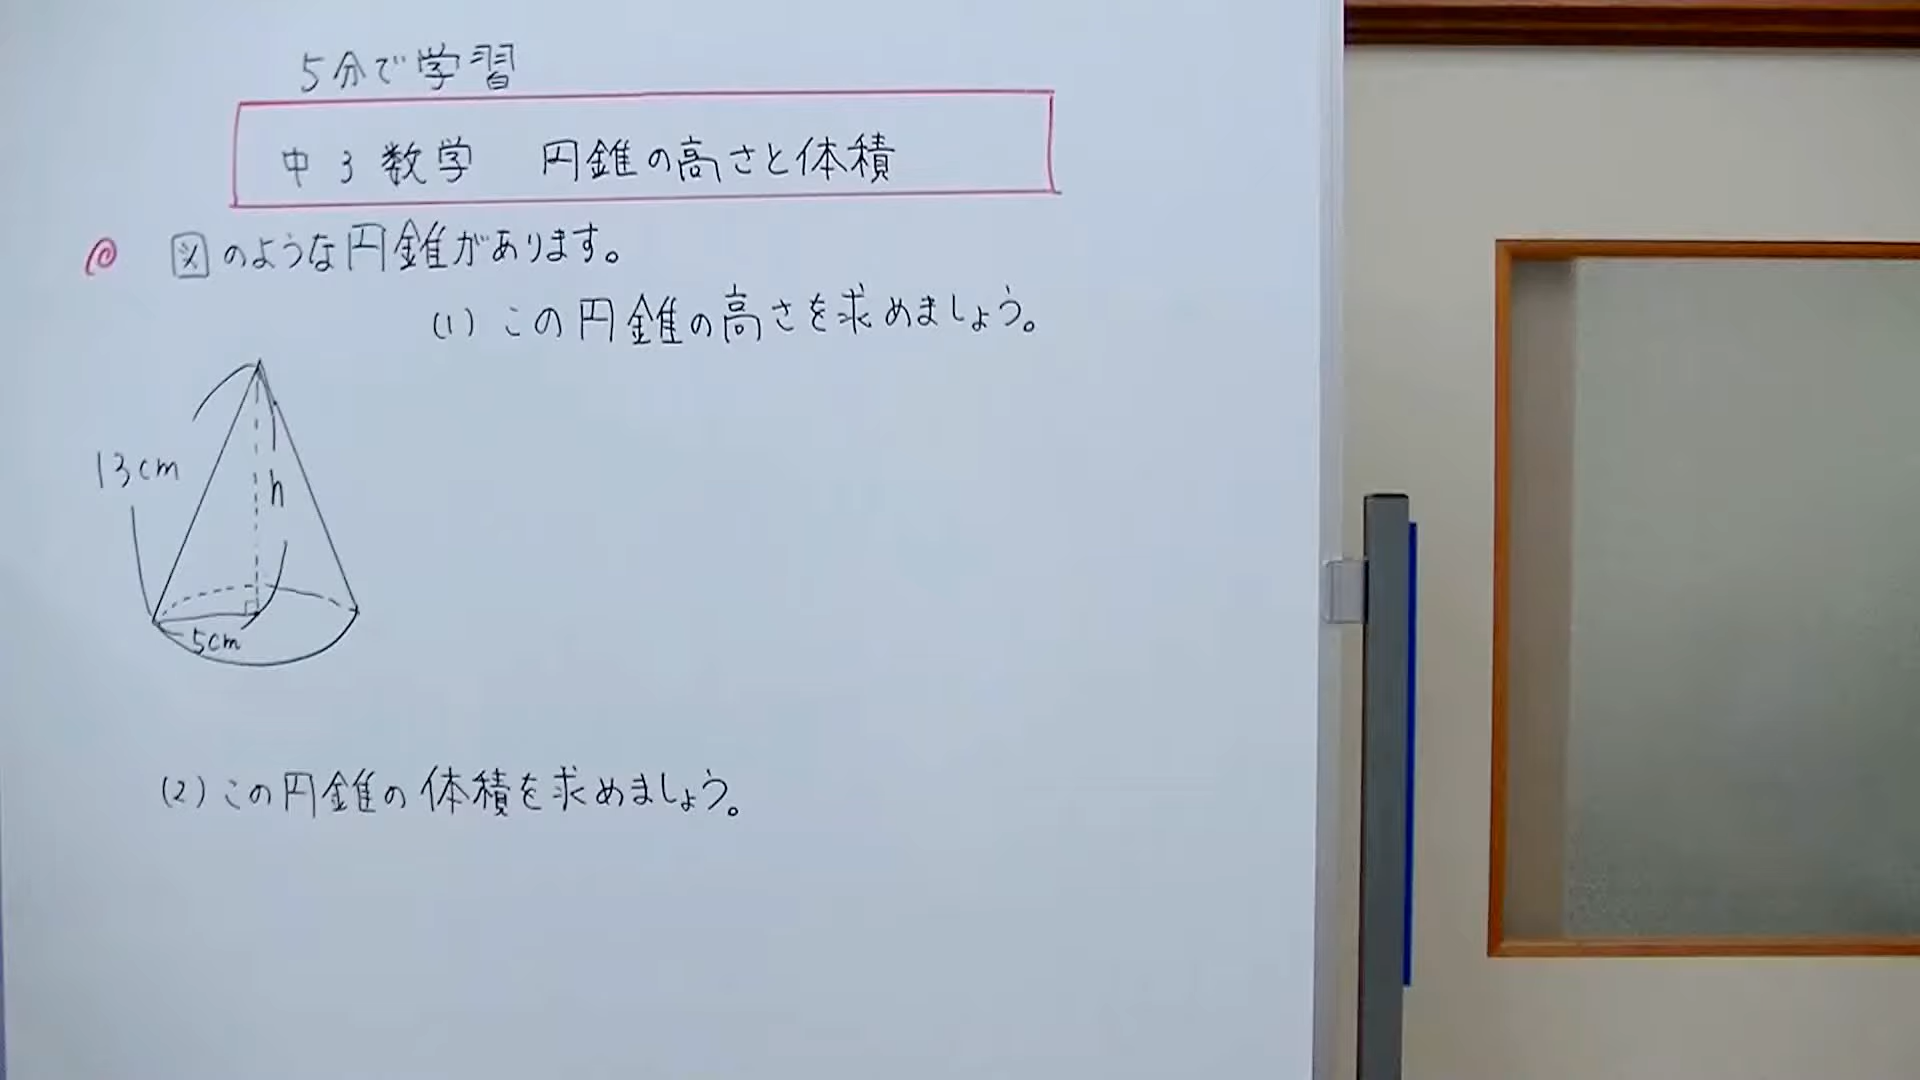 5分で学習
中3数学 円錐の高さと体積
図のような円錐があります。
(1) この円錐の高さを求めましょう。
13cm
h
5cm
(2) この円錐の体積を求めましょう。